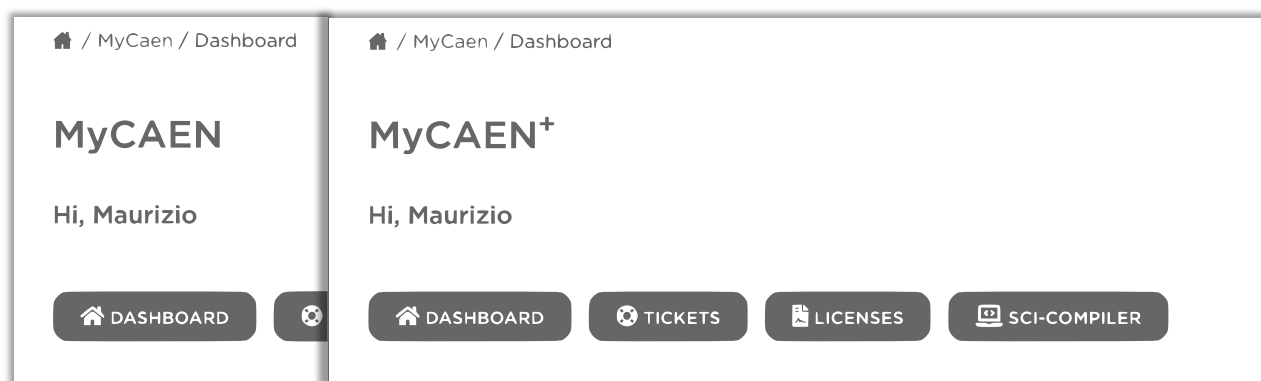 / MyCaen / Dashboard
MyCAEN
Hi, Maurizio
DASHBOARD
/ MyCaen / Dashboard
MyCAEN⁺
Hi, Maurizio
DASHBOARD TICKETS LICENSES SCI-COMPILER